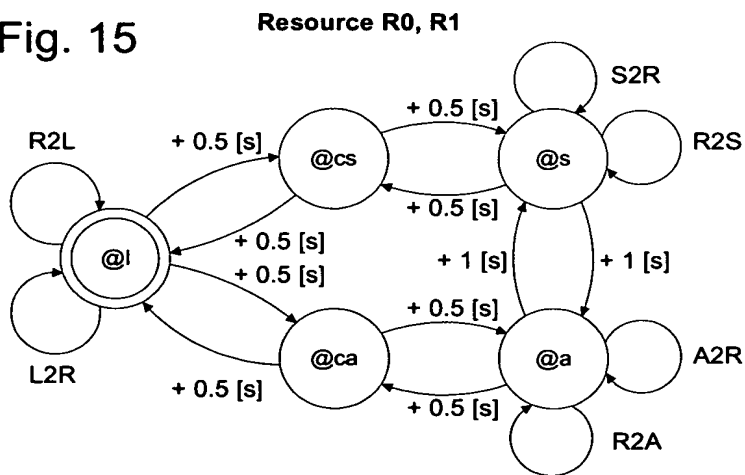 Fig. 15
Resource R0, R1
S2R
R2L
+ 0.5 [s]
+ 0.5 [s]
@cs
@s
R2S
+ 0.5 [s]
+ 0.5 [s]
@l
+ 0.5 [s]
+ 1 [s]
+ 1 [s]
+ 0.5 [s]
L2R
@ca
@a
A2R
+ 0.5 [s]
+ 0.5 [s]
R2A